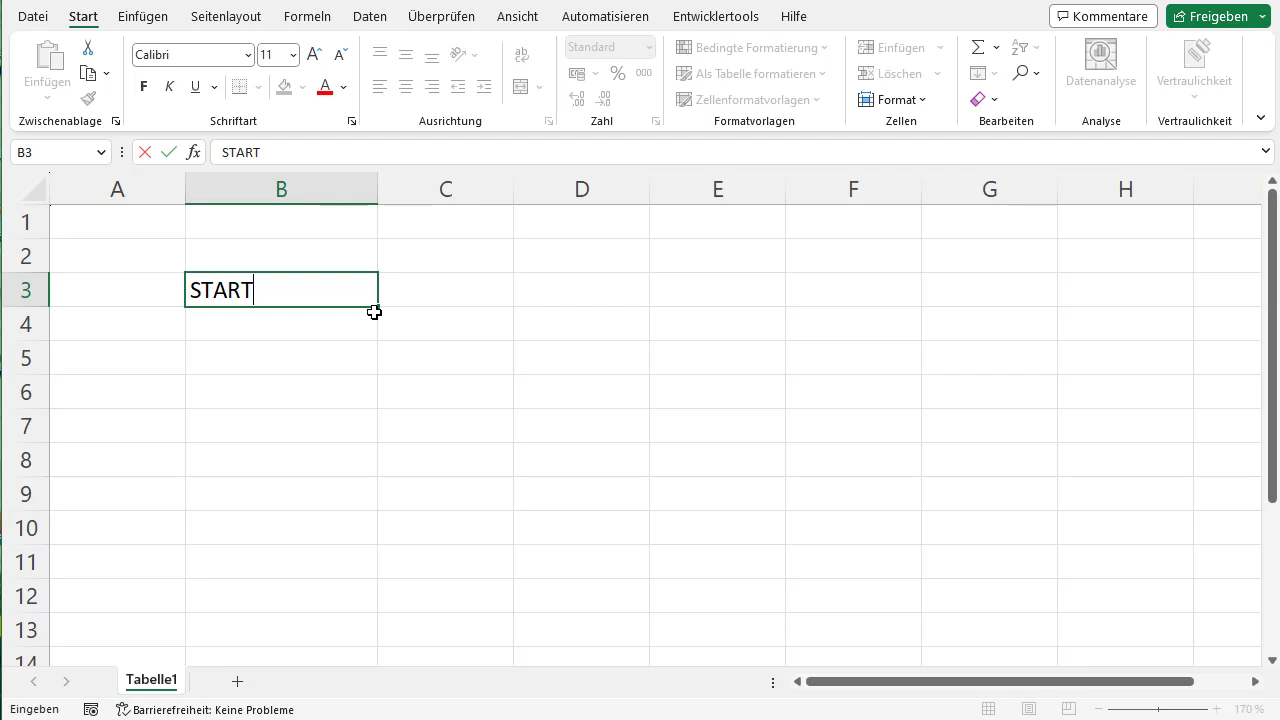 Datei Start Einfügen Seitenlayout Formeln Daten Überprüfen Ansicht Automatisieren Entwicklertools Hilfe Kommentare Freigeben
Calibri 11 Standard Bedingte Formatierung Einfügen
Einfügen Als Tabelle formatieren Löschen Datenanalyse Vertraulichkeit
F K U A % 000 Zellenformatvorlagen Format
Zwischenablage Schriftart Ausrichtung Zahl Formatvorlagen Zellen Bearbeiten Analyse Vertraulichkeit
B3 fx START
A B C D E F G H
1
2
3 START
4
5
6
7
8
9
10
11
12
13
14
Tabelle1
Eingeben Barrierefreiheit: Keine Probleme 170 %